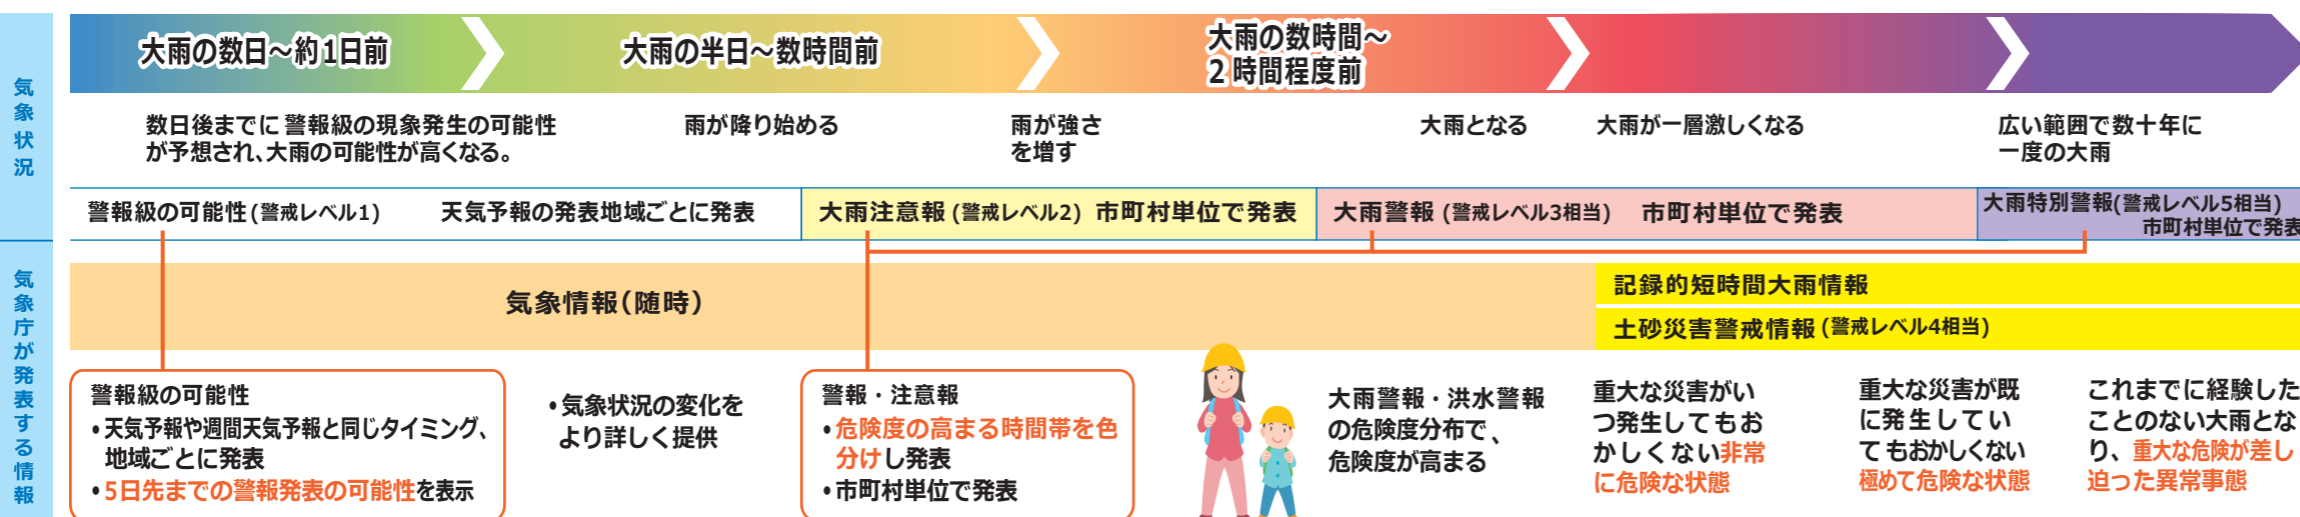 気象状況
大雨の数日～約1日前
大雨の半日～数時間前
大雨の数時間～
2時間程度前
数日後までに警報級の現象発生の可能性
が予想され、大雨の可能性が高くなる。
雨が降り始める
雨が強さ
を増す
大雨となる
大雨が一層激しくなる
広い範囲で数十年に
一度の大雨
気象庁が発表する情報
警報級の可能性(警戒レベル1)
天気予報の発表地域ごとに発表
大雨注意報(警戒レベル2) 市町村単位で発表
大雨警報(警戒レベル3相当) 市町村単位で発表
大雨特別警報(警戒レベル5相当)
市町村単位で発表
気象情報(随時)
記録的短時間大雨情報
土砂災害警戒情報(警戒レベル4相当)
警報級の可能性
・天気予報や週間天気予報と同じタイミング、
地域ごとに発表
・5日先までの警報発表の可能性を表示
・気象状況の変化を
より詳しく提供
警報・注意報
・危険度の高まる時間帯を色
分けし発表
・市町村単位で発表
大雨警報・洪水警報
の危険度分布で、
危険度が高まる
重大な災害がい
つ発生してもお
かしくない非常
に危険な状態
重大な災害が既
に発生してい
てもおかしくない
極めて危険な状態
これまでに経験した
ことのない大雨とな
り、重大な危険が差し
迫った異常事態